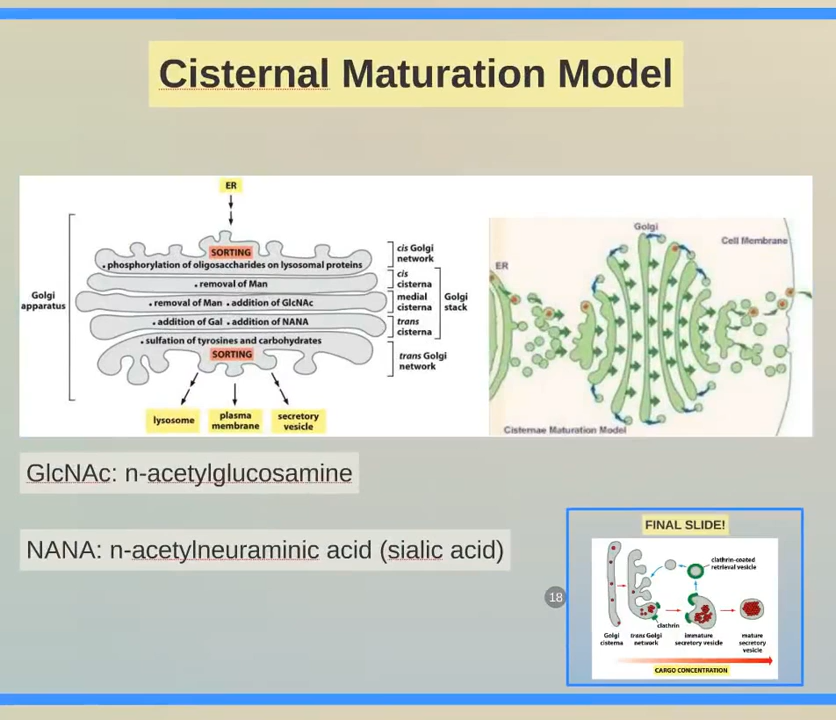 Cisternal Maturation Model
ER
SORTING
• phosphorylation of oligosaccharides on lysosomal proteins
• removal of Man
• removal of Man • addition of GlcNAc
• addition of Gal • addition of NANA
• sulfation of tyrosines and carbohydrates
SORTING
lysosome
plasma
membrane
secretory
vesicle
Golgi
apparatus
cis Golgi
network
cis
cisterna
medial
cisterna
trans
cisterna
Golgi
stack
trans Golgi
network
Golgi
Cell Membrane
ER
Cisternae Maturation Model
GlcNAc: n-acetylglucosamine
NANA: n-acetylneuraminic acid (sialic acid)
18
FINAL SLIDE!
clathrin-coated
retrieval vesicle
clathrin
Golgi
cisterna
trans Golgi
network
immature
secretory vesicle
mature
secretory
vesicle
CARGO CONCENTRATION